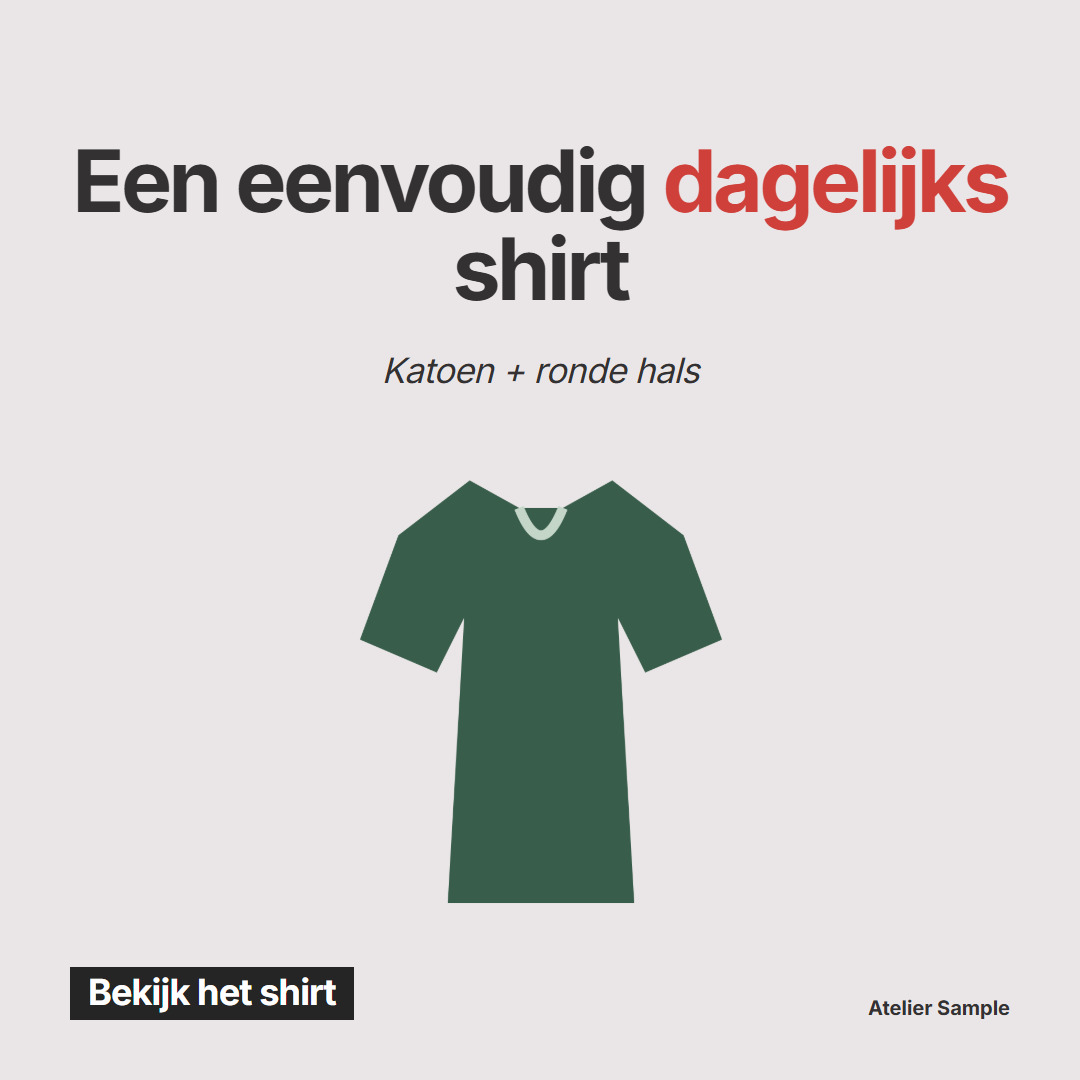 Een eenvoudig dagelijks
shirt
Katoen + ronde hals
Bekijk het shirt
Atelier Sample